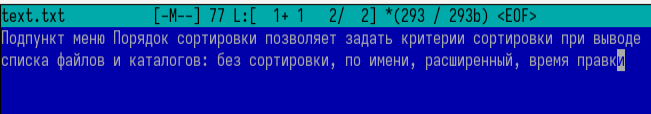 text.txt [-M--] 77 L:[ 1+ 1 2/ 2] *(293 / 293b) <EOF>
Подпункт меню Порядок сортировки позволяет задать критерии сортировки при выводе
списка файлов и каталогов: без сортировки, по имени, расширенный, время правки